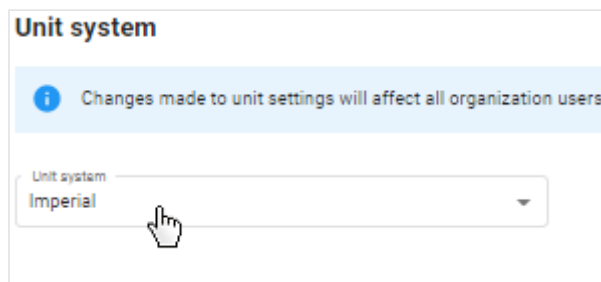 Unit system
Changes made to unit settings will affect all organization users
Unit system
Imperial